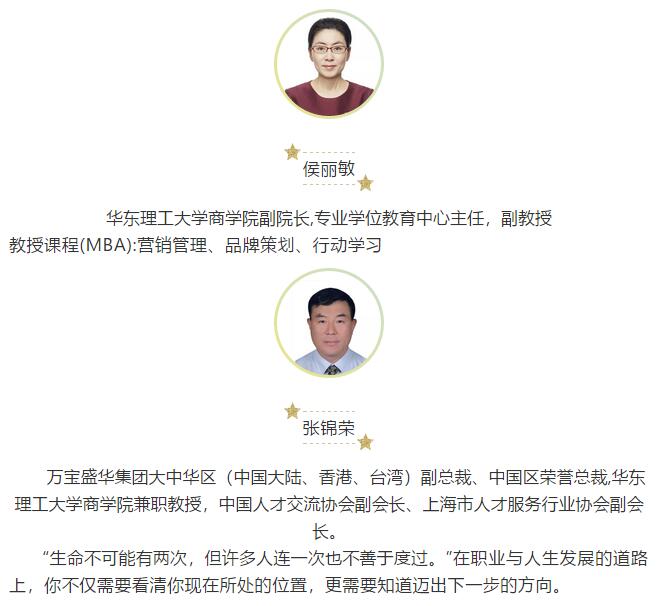 侯丽敏
华东理工大学商学院副院长,专业学位教育中心主任，副教授
教授课程(MBA):营销管理、品牌策划、行动学习
张锦荣
万宝盛华集团大中华区（中国大陆、香港、台湾）副总裁、中国区荣誉总裁,华东
理工大学商学院兼职教授，中国人才交流协会副会长、上海市人才服务行业协会副会
长。
“生命不可能有两次，但许多人连一次也不善于度过。”在职业与人生发展的道路
上，你不仅需要看清你现在所处的位置，更需要知道迈出下一步的方向。